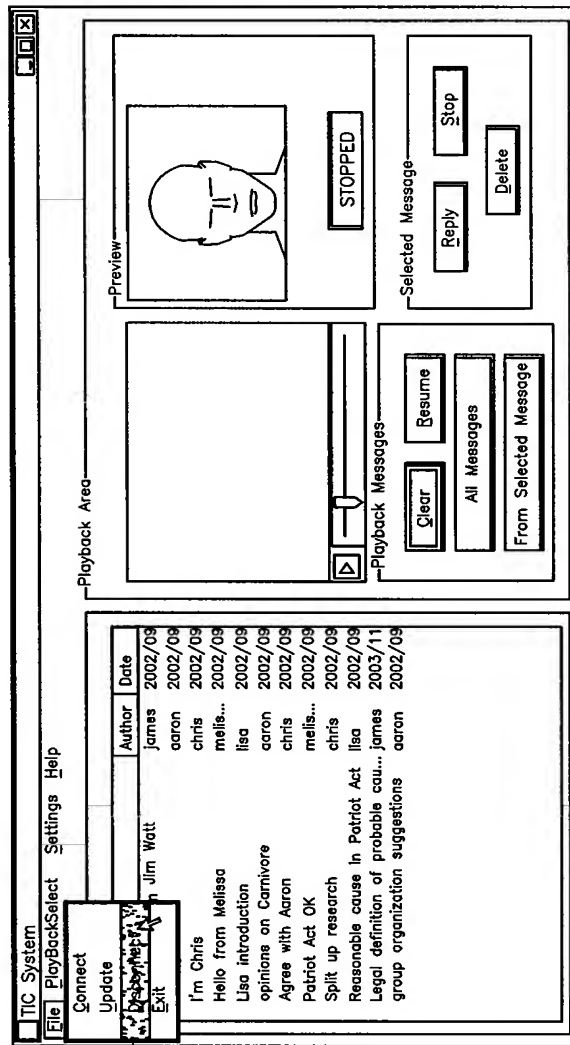 TIC System
File PlayBackSelect Settings Help
Connect
Update
Disconnect
Exit
Author Date
Jim Watt james 2002/09
aaron 2002/09
I'm Chris chris 2002/09
Hello from Melissa melis... 2002/09
Lisa introduction lisa 2002/09
opinions on Carnivore aaron 2002/09
Agree with Aaron chris 2002/09
Patriot Act OK melis... 2002/09
Split up research chris 2002/09
Reasonable cause in Patriot Act lisa 2002/09
Legal definition of probable cau... james 2003/11
group organization suggestions aaron 2002/09
Playback Area
Preview
STOPPED
Playback Messages
Clear Resume
All Messages
From Selected Message
Selected Message
Reply Stop
Delete